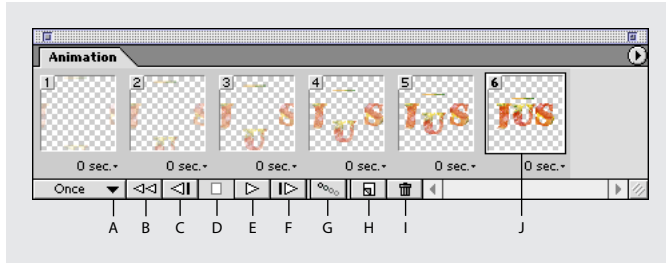 Animation
1 2 3 4 5 6
I U S I U S I U S JUS
0 sec. 0 sec. 0 sec. 0 sec. 0 sec. 0 sec.
Once
A B C D E F G H I J